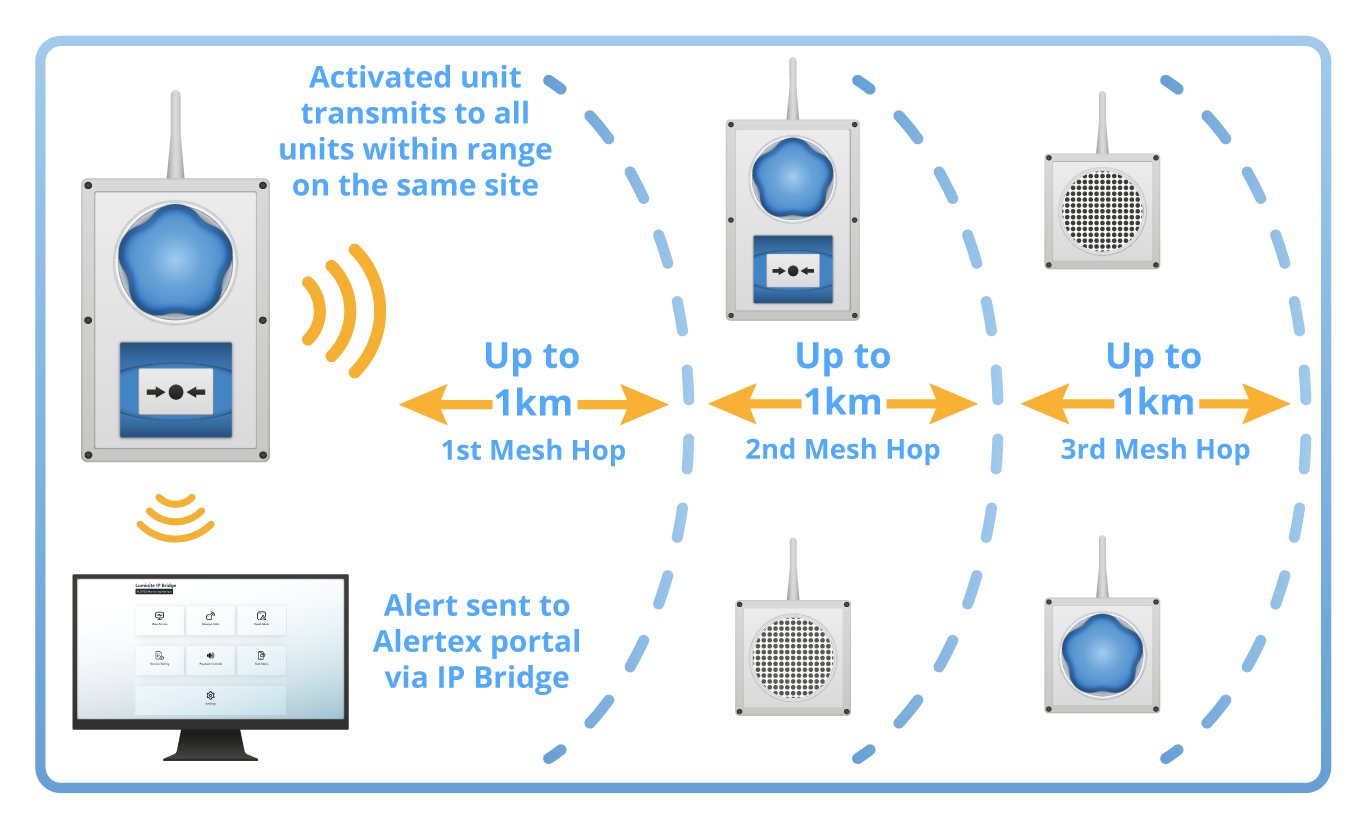 Activated unit
transmits to all
units within range
on the same site
Up to
1km
1st Mesh Hop
Up to
1km
2nd Mesh Hop
Up to
1km
3rd Mesh Hop
Alert sent to
Alertex portal
via IP Bridge
Luminite IP Bridge
Settings